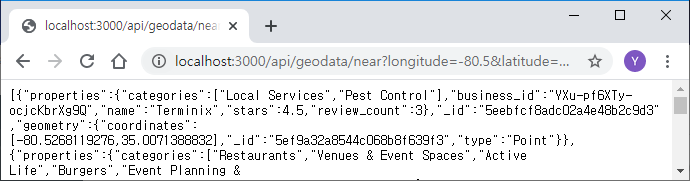 localhost:3000/api/geodata/near
localhost:3000/api/geodata/near?longitude=-80.5&latitude=...
Y
[{"properties":{"categories":["Local Services","Pest Control"],"business_id":"VXu-pf6XTy-
ocjcKbrXg9Q","name":"Terminix","stars":4.5,"review_count":3},"_id":"5eebfcf8adc02a4e48b2c9d3"
,"geometry":{"coordinates":
[-80.5268119276,35.0071388832],"_id":"5ef9a32a8544c068b8f639f3","type":"Point"}},
{"properties":{"categories":["Restaurants","Venues & Event Spaces","Active
Life","Burgers","Event Planning &